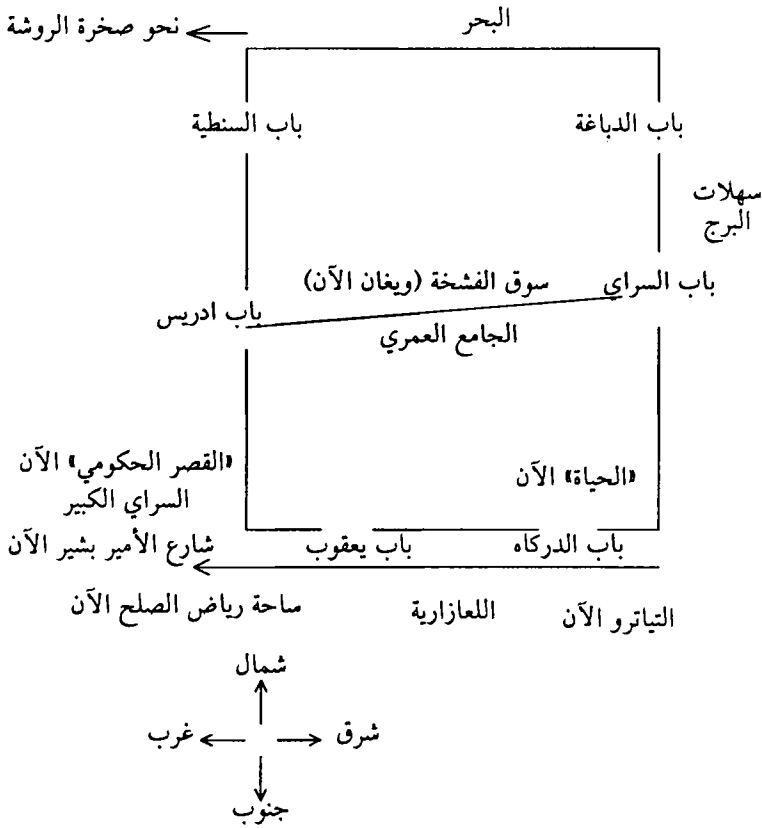 البحر
نحو صخرة الروشة
باب الدباغة
باب السنطية
سهلات
البرج
باب السراي
سوق الفشخة (ويغان الآن)
باب ادريس
الجامع العمري
«الحياة» الآن
«القصر الحكومي» الآن
السراي الكبير
باب الدركاه
باب يعقوب
شارع الأمير بشير الآن
التياترو الآن
اللعازارية
ساحة رياض الصلح الآن
شمال
شرق
غرب
جنوب